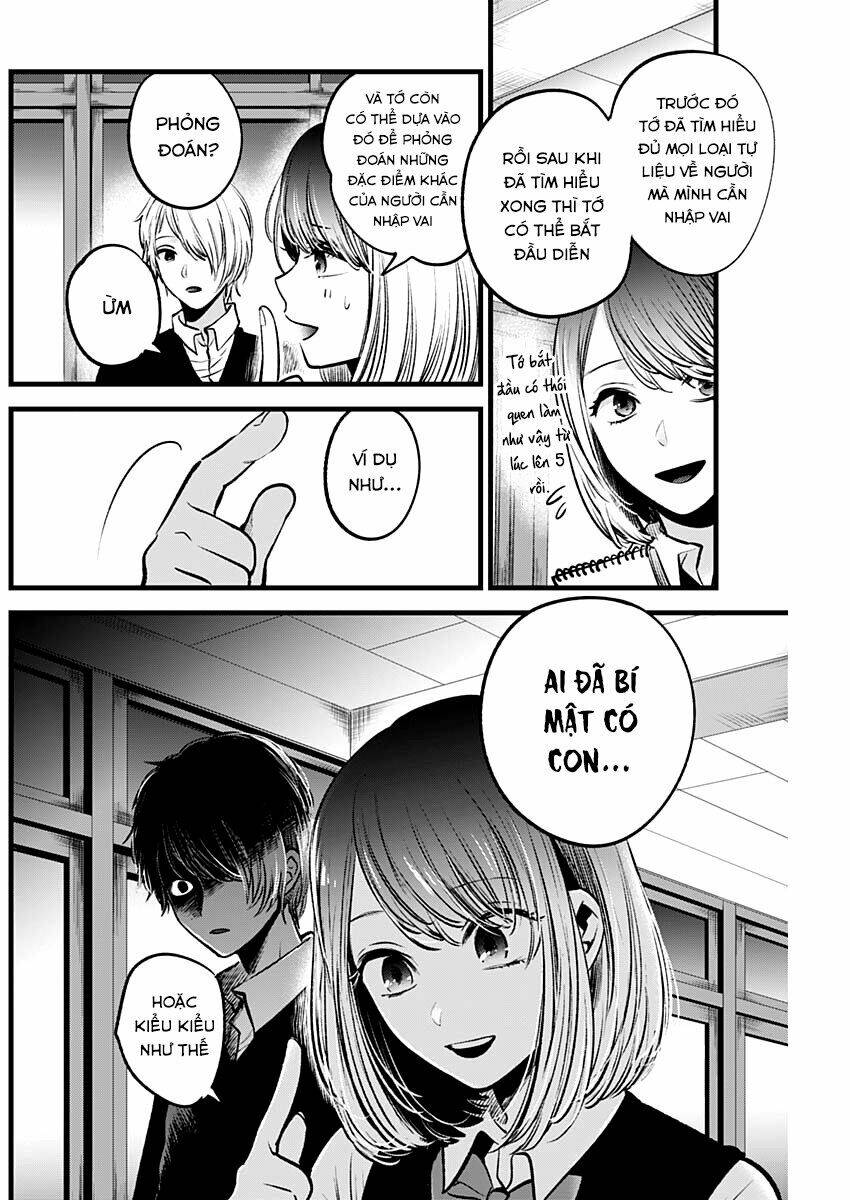 TRƯỚC ĐÓ
TỚ ĐÃ TÌM HIỂU
ĐỦ MỌI LOẠI TỰ
LIỆU VỀ NGƯỜI
MÀ MÌNH CẦN
NHẬP VAI
RỒI SAU KHI
ĐÃ TÌM HIỂU
XONG THÌ TỚ
CÓ THỂ BẮT
ĐẦU DIỄN
Tớ bắt
đầu có thói
quen làm
như vậy từ
lúc lên 5
rồi.
VÀ TỚ CÒN
CÓ THỂ DỰA VÀO
ĐÓ ĐỂ PHỎNG
ĐOÁN NHỮNG
ĐẶC ĐIỂM KHÁC
CỦA NGƯỜI CẦN
NHẬP VAI
PHỎNG
ĐOÁN?
ỪM
VÍ DỤ
NHƯ...
AI ĐÃ BÍ
MẬT CÓ
CON...
HOẶC
KIỂU KIỂU
NHƯ THẾ